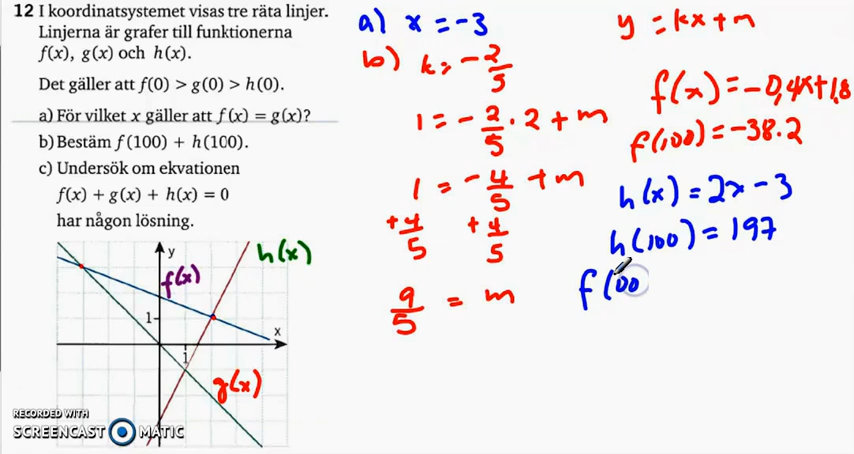 12 I koordinatsystemet visas tre räta linjer.
Linjerna är grafer till funktionerna
f(x), g(x) och h(x).
Det gäller att f(0) > g(0) > h(0).
a) För vilket x gäller att f(x) = g(x)?
b) Bestäm f(100) + h(100).
c) Undersök om ekvationen
f(x) + g(x) + h(x) = 0
har någon lösning.
y
h(x)
f(x)
1
x
1
g(x)
RECORDED WITH
SCREENCAST MATIC
a) x = -3
b) k = -2/5
1 = -2/5 · 2 + m
1 = -4/5 + m
+4/5 +4/5
9/5 = m
y = kx + m
f(x) = -0,4x+1,8
f(100) = -38.2
h(x) = 2x - 3
h(100) = 197
f(100